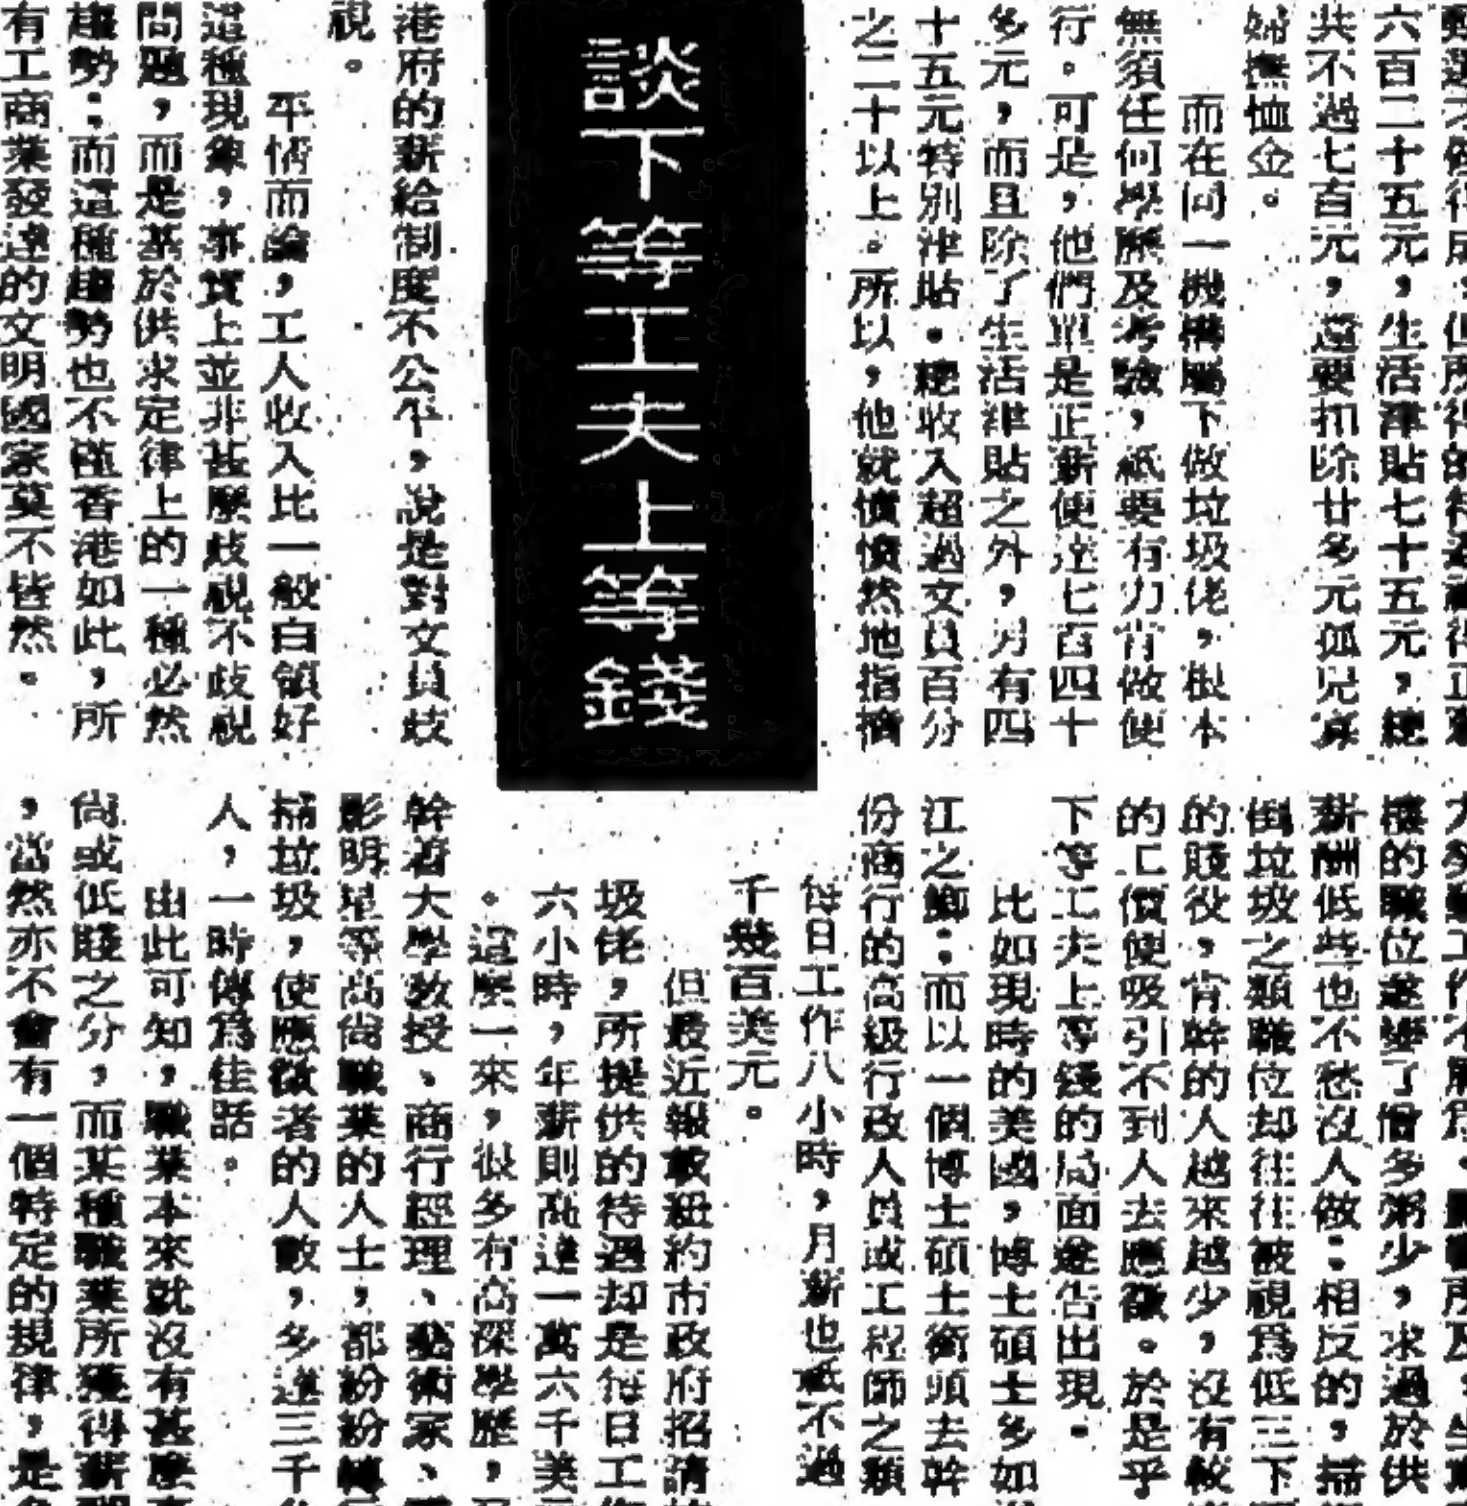 六百二十五元，生活津貼七十五元，總
共不過七百元，還要扣除廿多元孤兒寡
婦撫恤金。
而在同一機構屬下做垃圾佬，根本
無須任何學歷及考驗，紙要有力肯做便
行。可是，他們單是正薪便達七百四十
多元，而且除了生活津貼之外，另有四
十五元特別津貼。總收入超過文員百分
之二十以上。所以，他就憤憤然地指摘
談下等工夫上等錢
港府的薪給制度不公平，說是對文員歧
視。
平情而論，工人收入比一般白領好
這種現象，事實上並非甚麼歧視不歧視
問題，而是基於供求定律上的一種必然
趨勢；而這種趨勢也不僅香港如此，所
有工商業發達的文明國家莫不皆然。
樓的職位遂變了僧多粥少，求過於供
薪酬低些也不愁沒人做；相反的，掃
倒垃圾之類職位却往往被視爲低三下
的賤役，肯幹的人越來越少，沒有較
的工價便吸引不到人去應徵。於是乎
下等工夫上等錢的局面遂告出現。
比如現時的美國，博士碩士多如
江之鯽；而以一個博士碩士銜頭去幹
份商行的高級行政人員或工程師之類
每日工作八小時，月薪也紙不過
千幾百美元。
但最近報載紐約市政府招請
圾佬，所提供的待遇却是每日工
六小時，年薪則高達一萬六千美
。這麼一來，很多有高深學歷，
幹着大學教授、商行經理、藝術家、
影明星等高尚職業的人士，都紛紛轉
掃垃圾，使應徵者的人數，多達三千
人，一時傳爲佳話。
由此可知，職業本來就沒有甚麼
尚或低賤之分，而某種職業所獲得薪
，當然亦不會有一個特定的規律，是